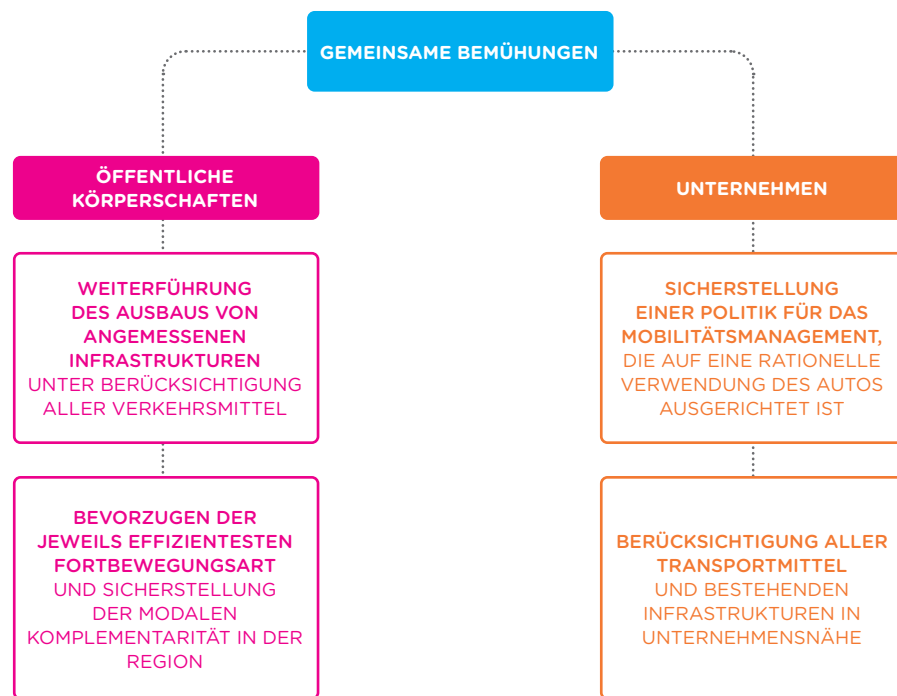 GEMEINSAME BEMÜHUNGEN
ÖFFENTLICHE
KÖRPERSCHAFTEN
WEITERFÜHRUNG
DES AUSBAUS VON
ANGEMESSENEN
INFRASTRUKTUREN
UNTER BERÜCKSICHTIGUNG
ALLER VERKEHRSMITTEL
BEVORZUGEN DER
JEWEILS EFFIZIENTESTEN
FORTBEWEGUNGSART
UND SICHERSTELLUNG
DER MODALEN
KOMPLEMENTARITÄT IN DER
REGION
UNTERNEHMEN
SICHERSTELLUNG
EINER POLITIK FÜR DAS
MOBILITÄTSMANAGEMENT,
DIE AUF EINE RATIONELLE
VERWENDUNG DES AUTOS
AUSGERICHTET IST
BERÜCKSICHTIGUNG ALLER
TRANSPORTMITTEL
UND BESTEHENDEN
INFRASTRUKTUREN IN
UNTERNEHMENSNÄHE